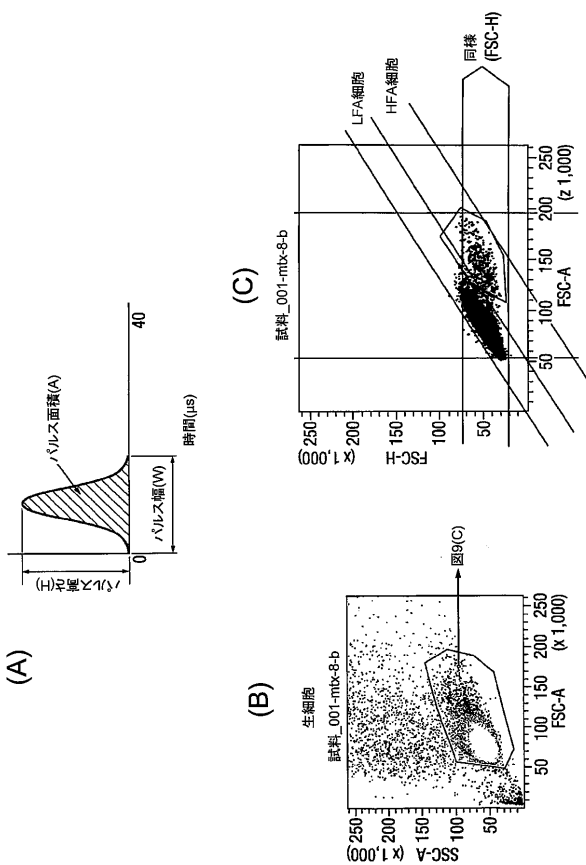 (A)
パルス高さ(H)
パルス面積(A)
パルス幅(W)
0
40
時間(μs)
(B)
生細胞
試料_001-mtx-8-b
SSC-A
(x 1,000)
250
200
150
100
50
図9(C)
50
100
150
200
250
(x 1,000)
FSC-A
(C)
試料_001-mtx-8-b
LFA細胞
HFA細胞
同様
(FSC-H)
FSC-H
(x 1,000)
250
200
150
100
50
50
100
150
200
250
(z 1,000)
FSC-A